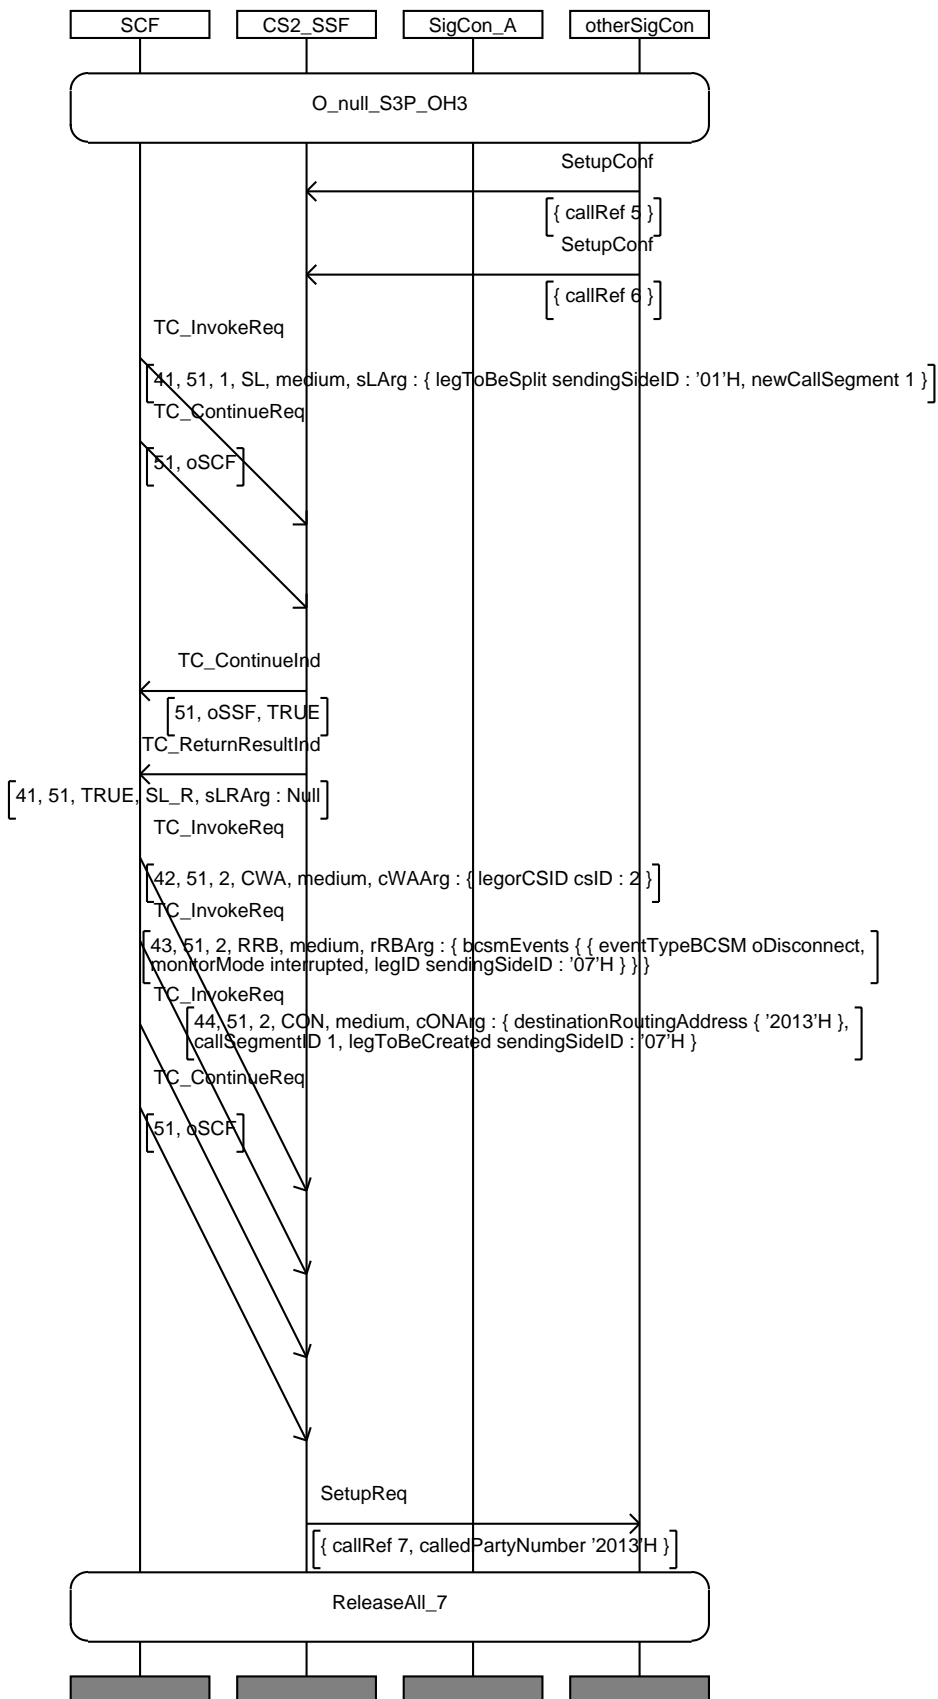 SCF CS2_SSF SigCon_A otherSigCon
O_null_S3P_OH3
SetupConf
{ callRef 5 }
SetupConf
{ callRef 6 }
TC_InvokeReq
41, 51, 1, SL, medium, sLArg : { legToBeSplit sendingSideID : '01'H, newCallSegment 1 }
TC_ContinueReq
51, oSCF
TC_ContinueInd
51, oSSF, TRUE
TC_ReturnResultInd
41, 51, TRUE, SL_R, sLRArg : Null
TC_InvokeReq
42, 51, 2, CWA, medium, cWAArg : { legorCSID csID : 2 }
TC_InvokeReq
43, 51, 2, RRB, medium, rRBArg : { bcsmEvents { { eventTypeBCSM oDisconnect,
monitorMode interrupted, legID sendingSideID : '07'H } } }
TC_InvokeReq
44, 51, 2, CON, medium, cONArg : { destinationRoutingAddress { '2013'H },
callSegmentID 1, legToBeCreated sendingSideID : '07'H }
TC_ContinueReq
51, oSCF
SetupReq
{ callRef 7, calledPartyNumber '2013'H }
ReleaseAll_7